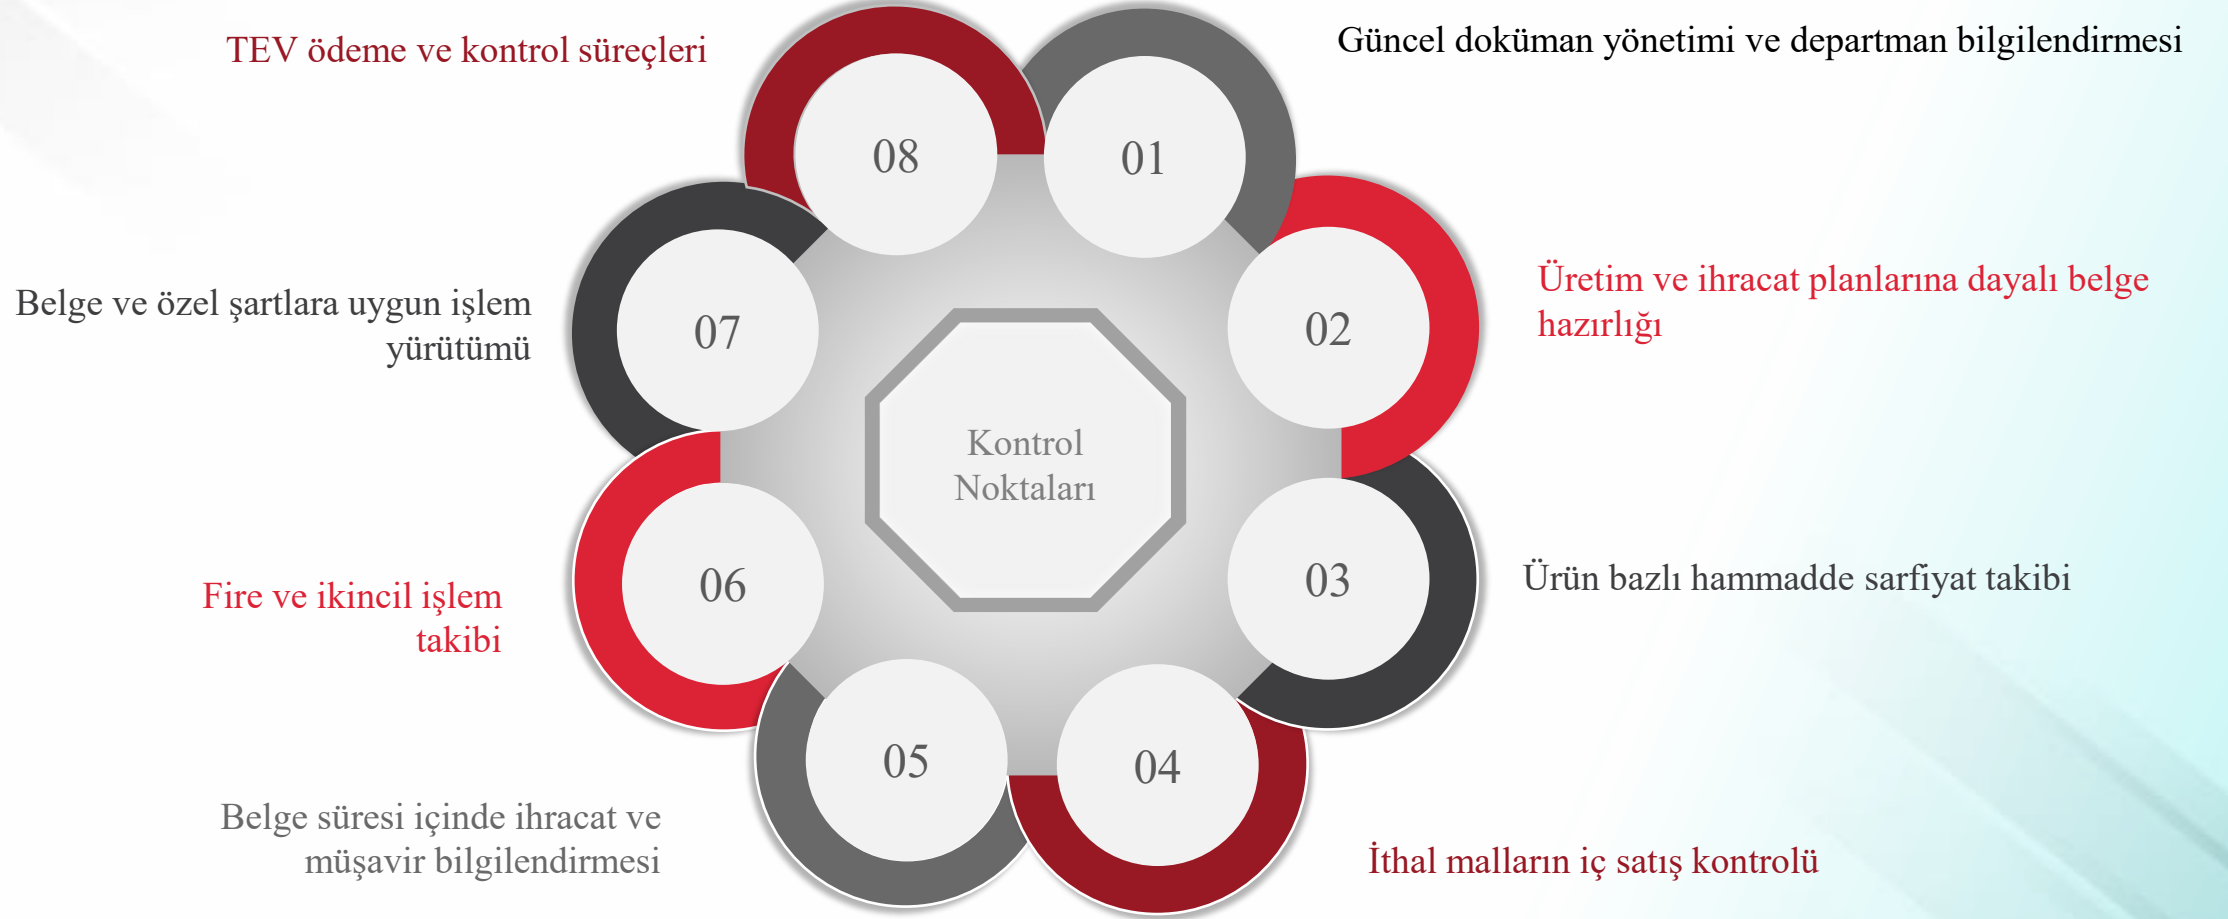 TEV ödeme ve kontrol süreçleri
Güncel doküman yönetimi ve departman bilgilendirmesi
08
01
Belge ve özel şartlara uygun işlem
yürütümü
07
02
Üretim ve ihracat planlarına dayalı belge
hazırlığı
Kontrol
Noktaları
Fire ve ikincil işlem
takibi
06
03
Ürün bazlı hammadde sarfiyat takibi
Belge süresi içinde ihracat ve
müşavir bilgilendirmesi
05
04
İthal malların iç satış kontrolü